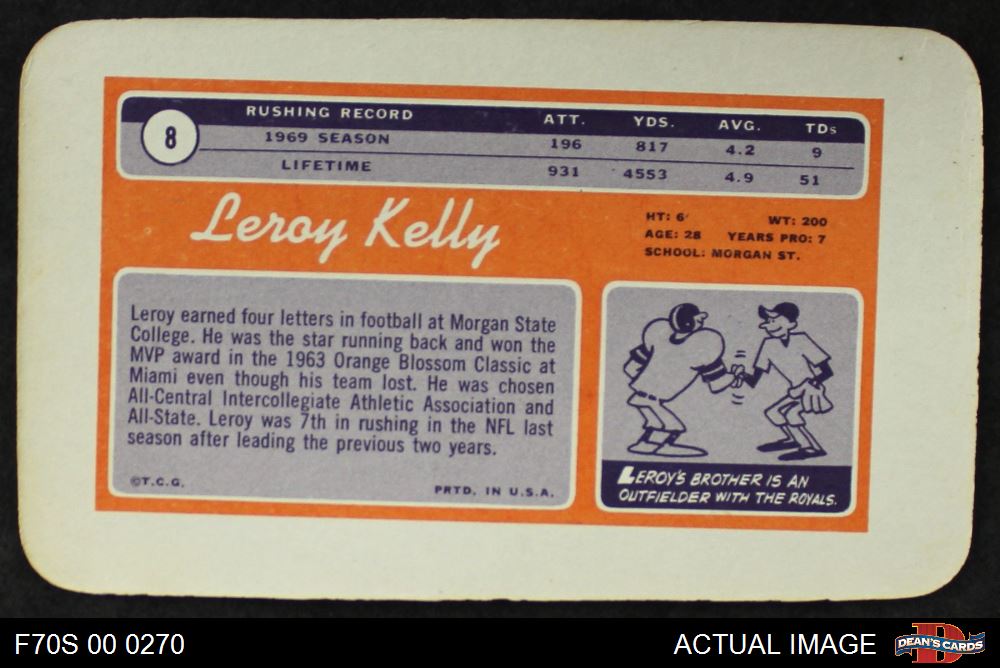 8
RUSHING RECORD ATT. YDS. AVG. TDs
1969 SEASON 196 817 4.2 9
LIFETIME 931 4553 4.9 51
Leroy Kelly
HT: 6' WT: 200
AGE: 28 YEARS PRO: 7
SCHOOL: MORGAN ST.
Leroy earned four letters in football at Morgan State
College. He was the star running back and won the
MVP award in the 1963 Orange Blossom Classic at
Miami even though his team lost. He was chosen
All-Central Intercollegiate Athletic Association and
All-State. Leroy was 7th in rushing in the NFL last
season after leading the previous two years.
©T.C.G. PRTD. IN U.S.A.
LEROY'S BROTHER IS AN
OUTFIELDER WITH THE ROYALS.
F70S 00 0270 ACTUAL IMAGE
D
DEAN'S CARDS